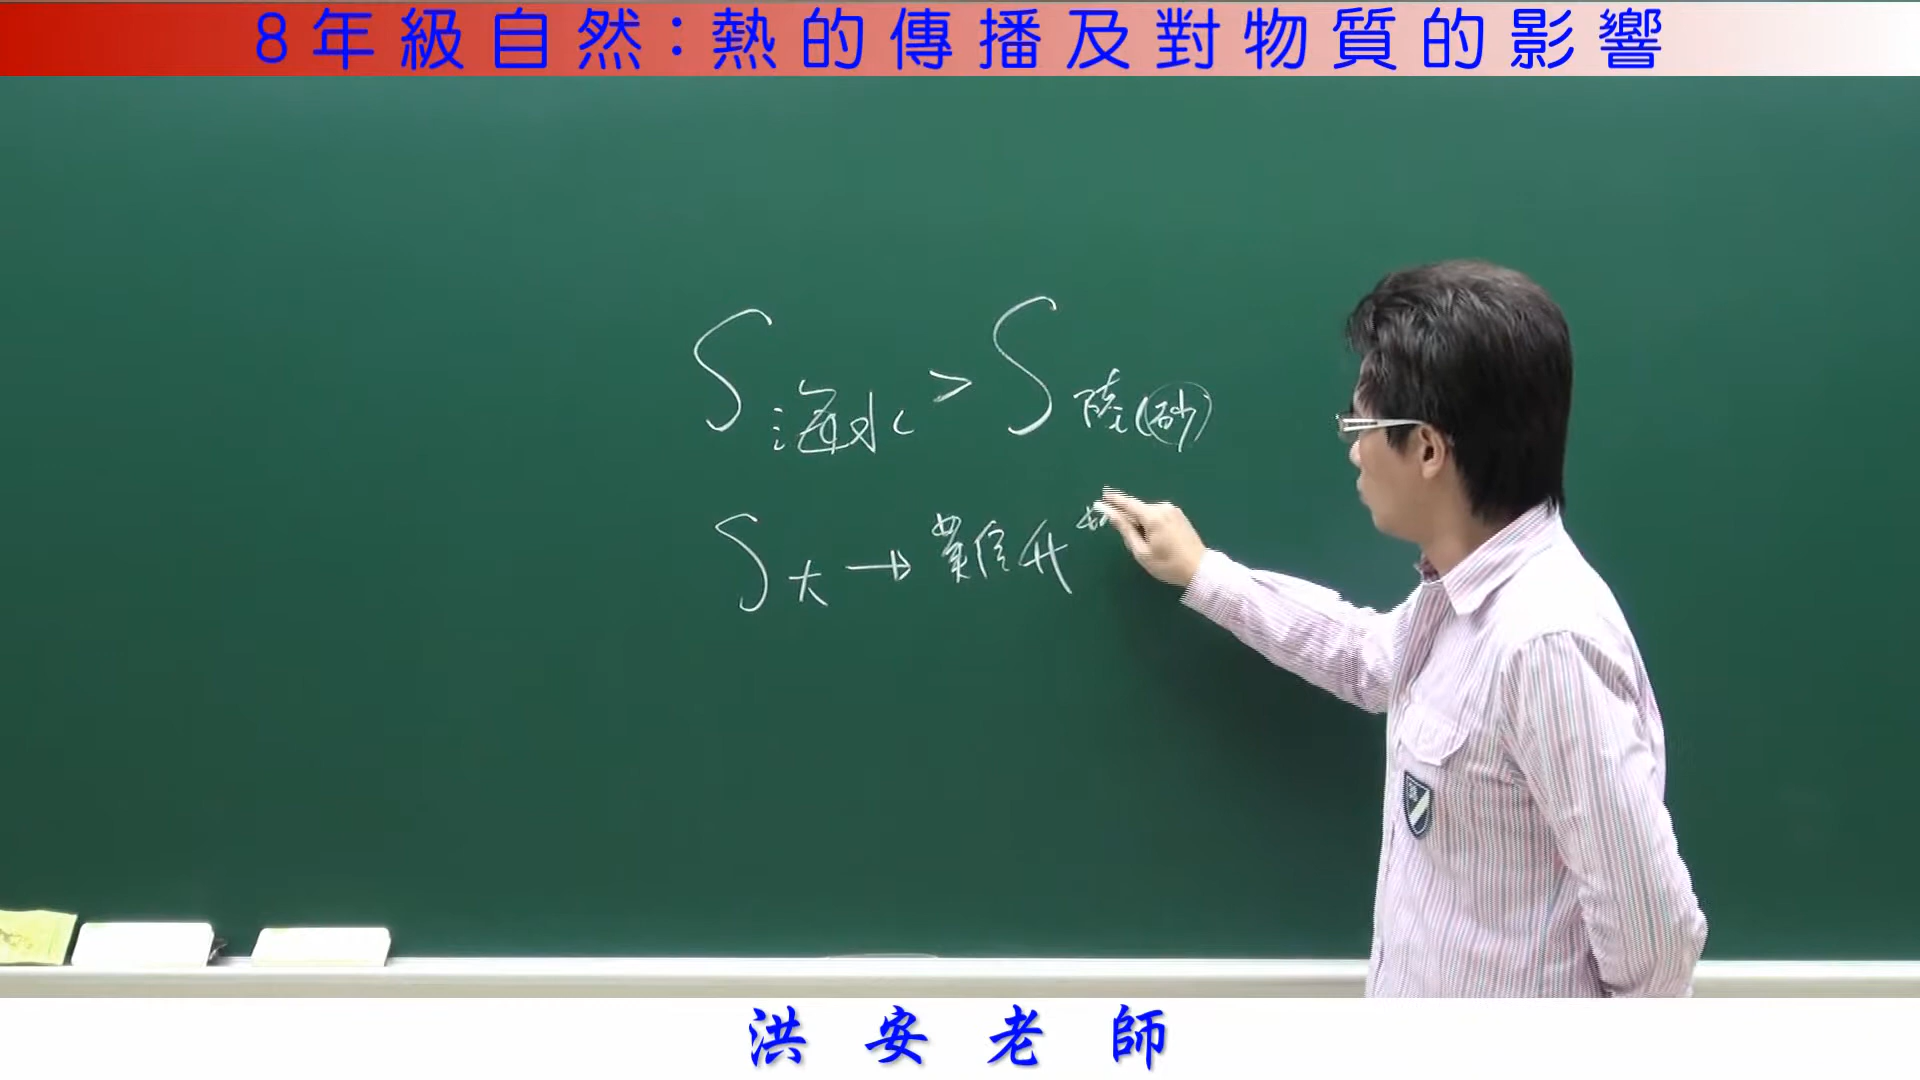 8年級自然:熱的傳播及對物質的影響
S海水 > S陸(砂)
S大 → 難升
洪安老師